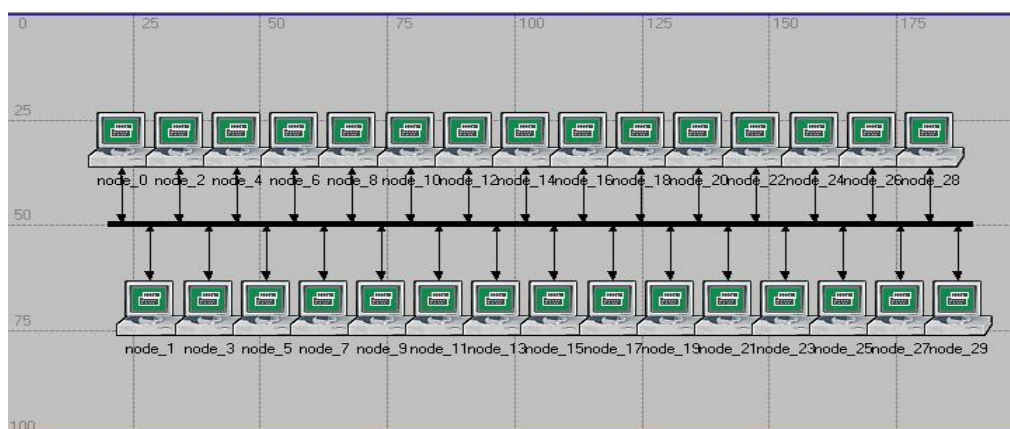 0 25 50 75 100 125 150 175
25
node_0 node_2 node_4 node_6 node_8 node_10 node_12 node_14 node_16 node_18 node_20 node_22 node_24 node_26 node_28
50
75
node_1 node_3 node_5 node_7 node_9 node_11 node_13 node_15 node_17 node_19 node_21 node_23 node_25 node_27 node_29
100